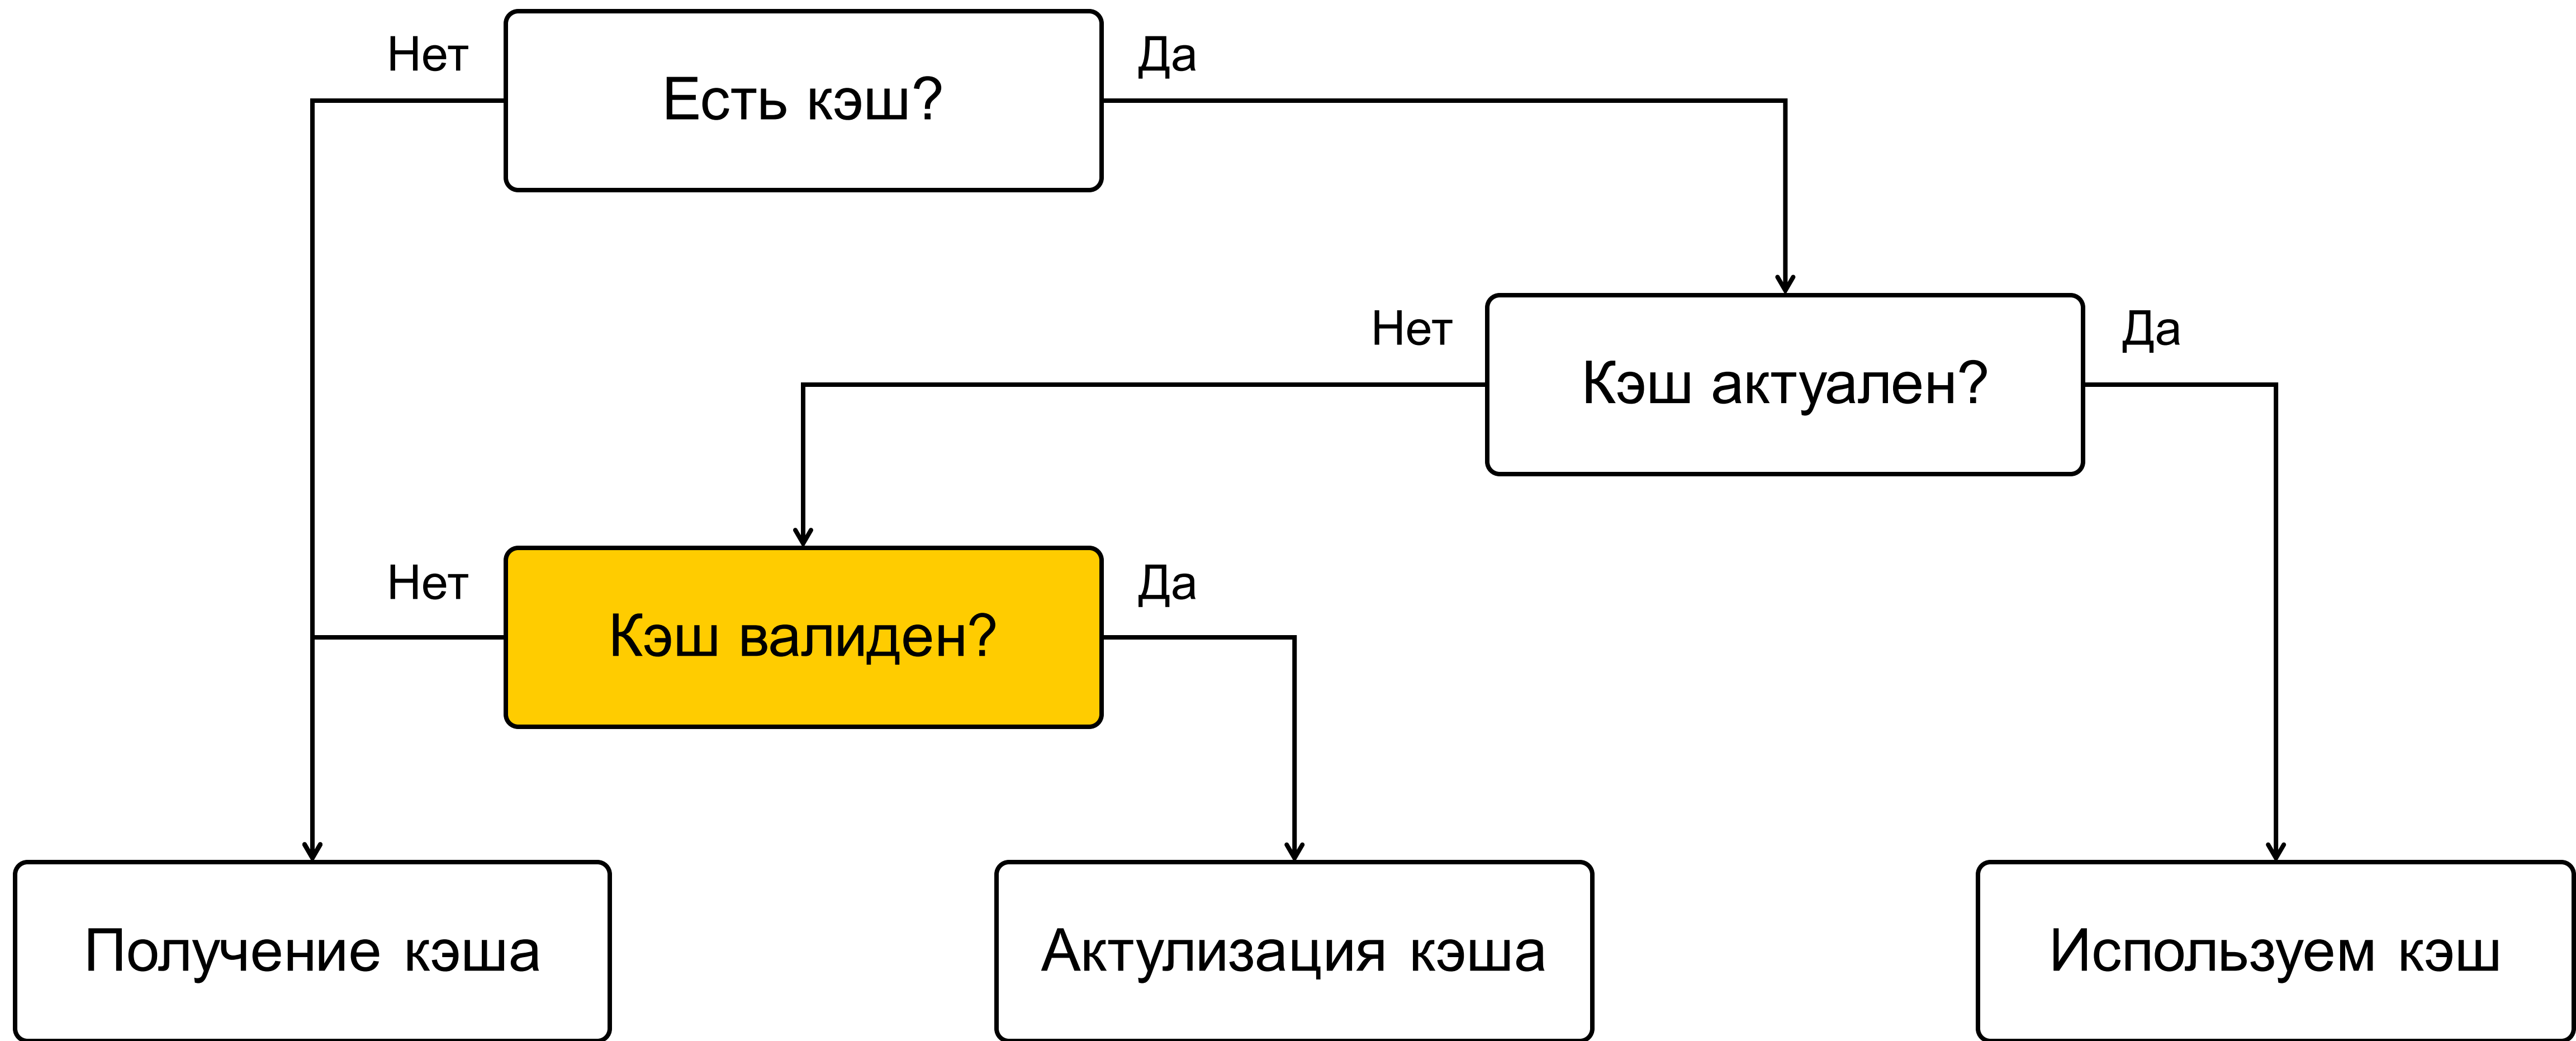 Нет
Есть кэш?
Да
Нет
Кэш актуален?
Да
Нет
Кэш валиден?
Да
Получение кэша
Актулизация кэша
Используем кэш